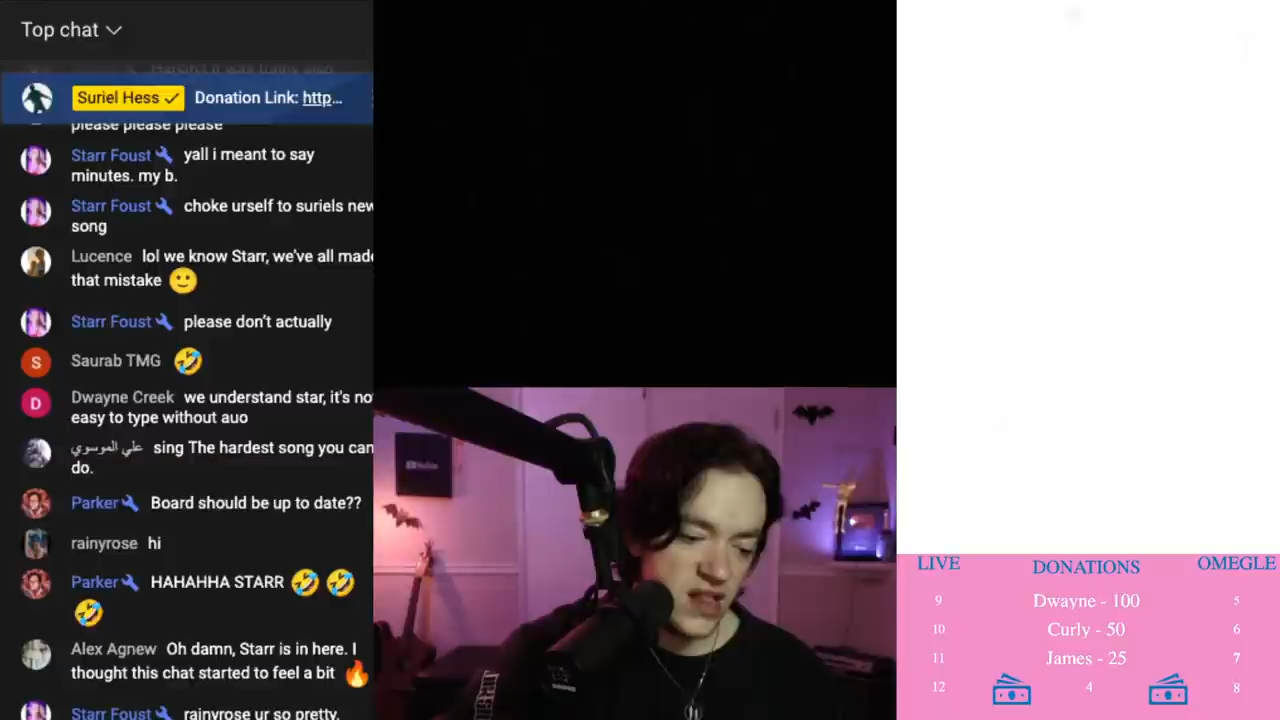 Top chat
Suriel Hess Donation Link: http...
please please please
Starr Foust yall i meant to say
minutes. my b.
Starr Foust choke urself to suriels new
song
Lucence lol we know Starr, we've all made
that mistake
Starr Foust please don't actually
S Saurab TMG
D Dwayne Creek we understand star, it's no
easy to type without auo
علي الموسوي sing The hardest song you can
do.
Parker Board should be up to date??
rainyrose hi
Parker HAHAHHA STARR
Alex Agnew Oh damn, Starr is in here. I
thought this chat started to feel a bit
Starr Foust rainyrose ur so pretty.
LIVE DONATIONS OMEGLE
9 Dwayne - 100 5
10 Curly - 50 6
11 James - 25 7
12 4 8